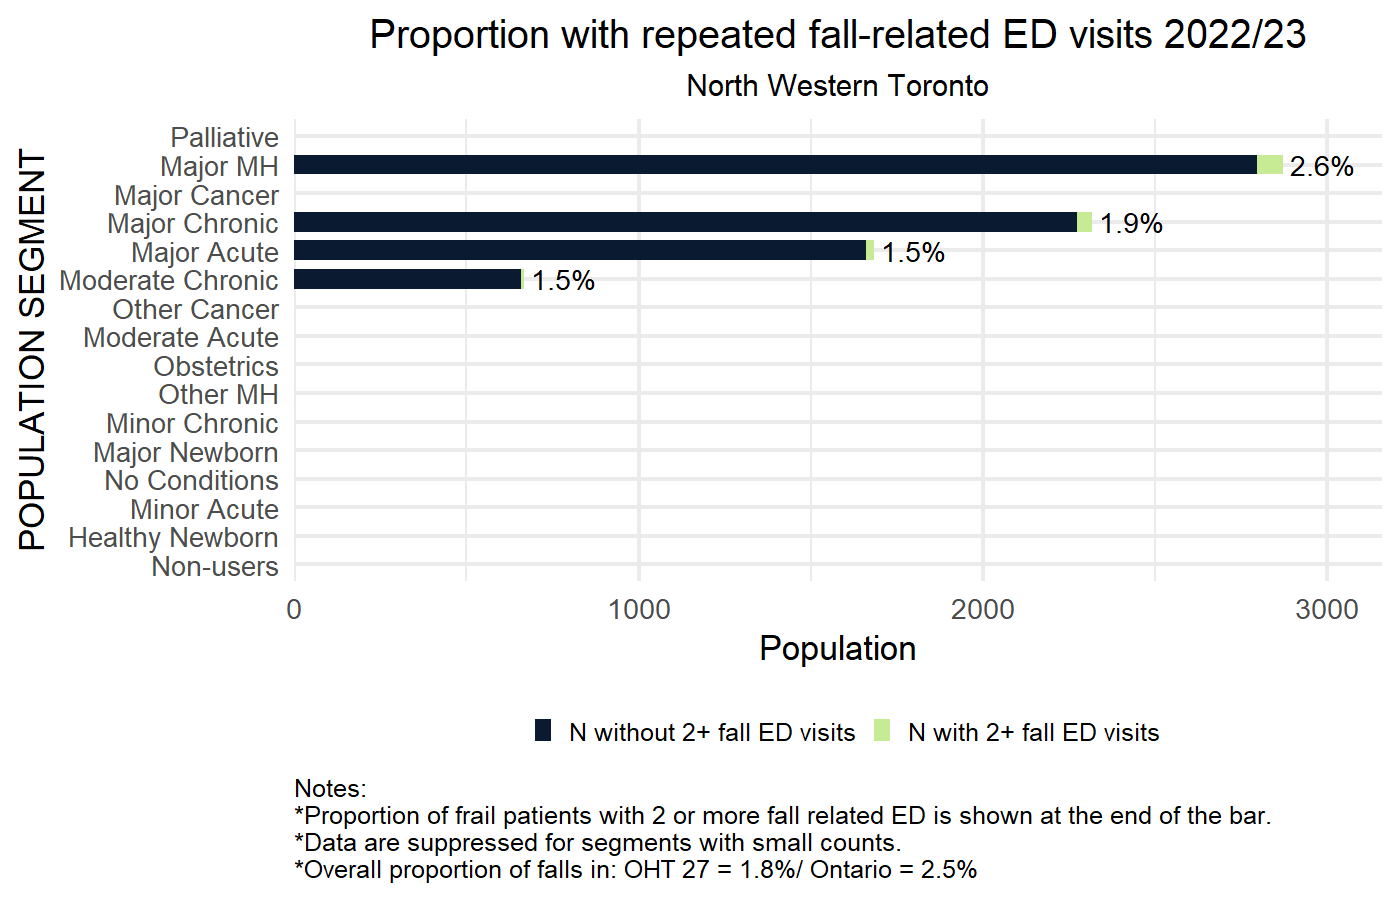 Proportion with repeated fall-related ED visits 2022/23
North Western Toronto
POPULATION SEGMENT
Palliative
Major MH
2.6%
Major Cancer
Major Chronic
1.9%
Major Acute
1.5%
Moderate Chronic
1.5%
Other Cancer
Moderate Acute
Obstetrics
Other MH
Minor Chronic
Major Newborn
No Conditions
Minor Acute
Healthy Newborn
Non-users
0 1000 2000 3000
Population
N without 2+ fall ED visits N with 2+ fall ED visits
Notes:
*Proportion of frail patients with 2 or more fall related ED is shown at the end of the bar.
*Data are suppressed for segments with small counts.
*Overall proportion of falls in: OHT 27 = 1.8%/ Ontario = 2.5%